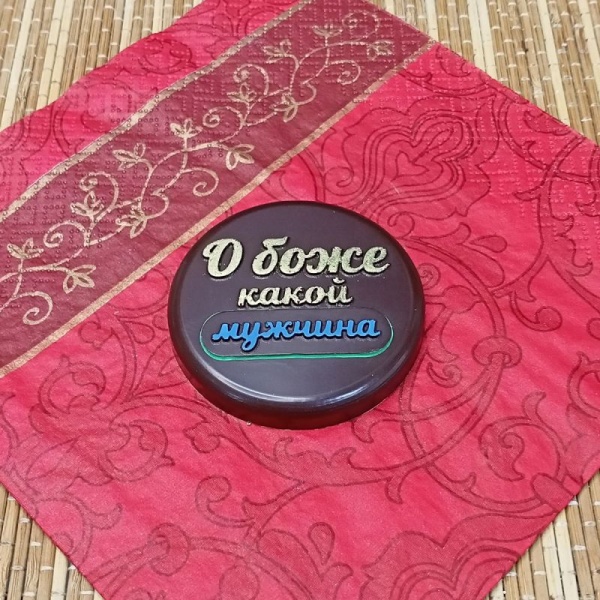 О боже
какой
мужчина